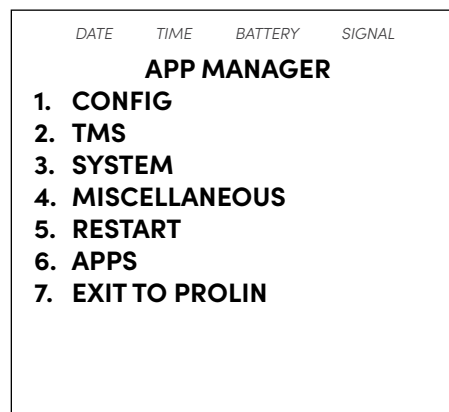 DATE TIME BATTERY SIGNAL
APP MANAGER
1. CONFIG
2. TMS
3. SYSTEM
4. MISCELLANEOUS
5. RESTART
6. APPS
7. EXIT TO PROLIN